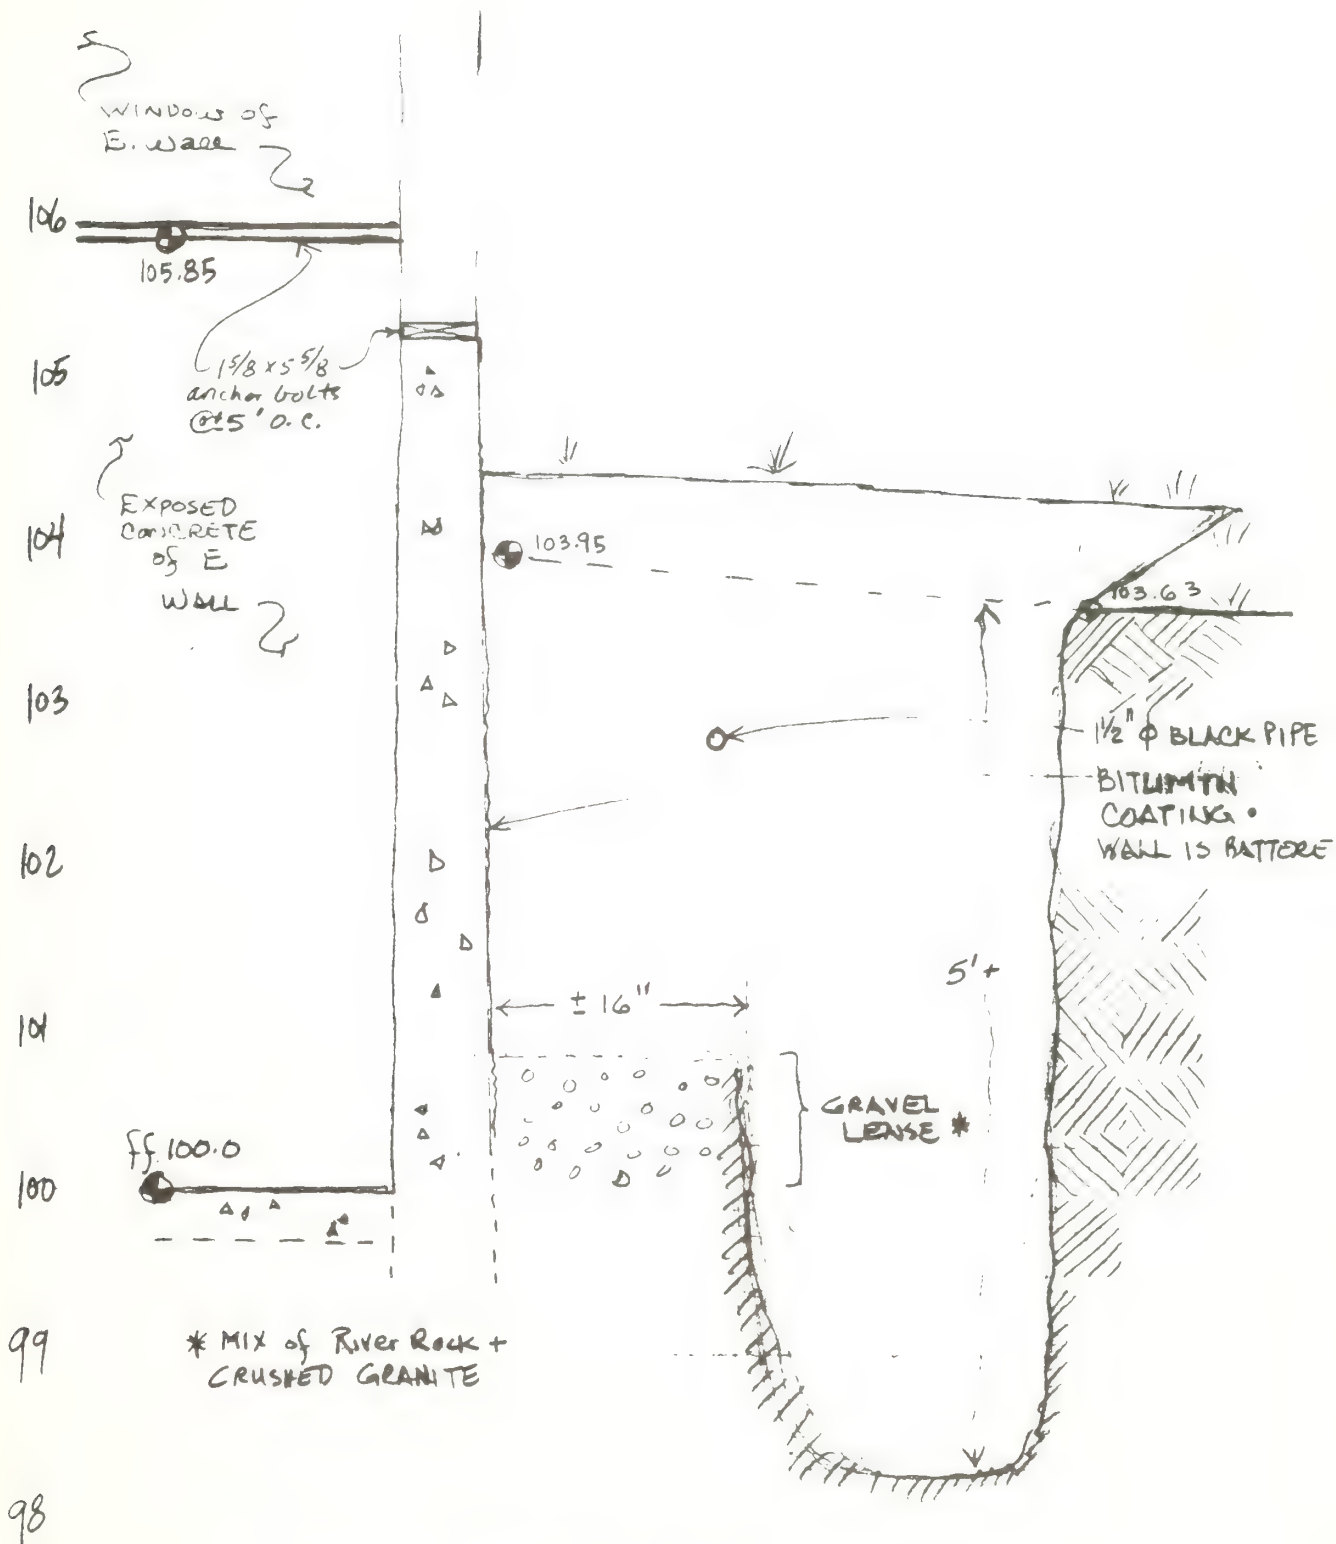 WINDOW of
E. Wall
106
105.85
105
1 5/8 x 5 5/8
anchor bolts
@±5' O.C.
EXPOSED
CONCRETE
of E
WALL
104
103.95
103.63
103
1½" φ BLACK PIPE
COATING •
WALL IS BATTERE
102
5'+
± 16"
101
GRAVEL
LENSE *
ff. 100.0
100
* MIX of River Rock +
CRUSHED GRANITE
99
98